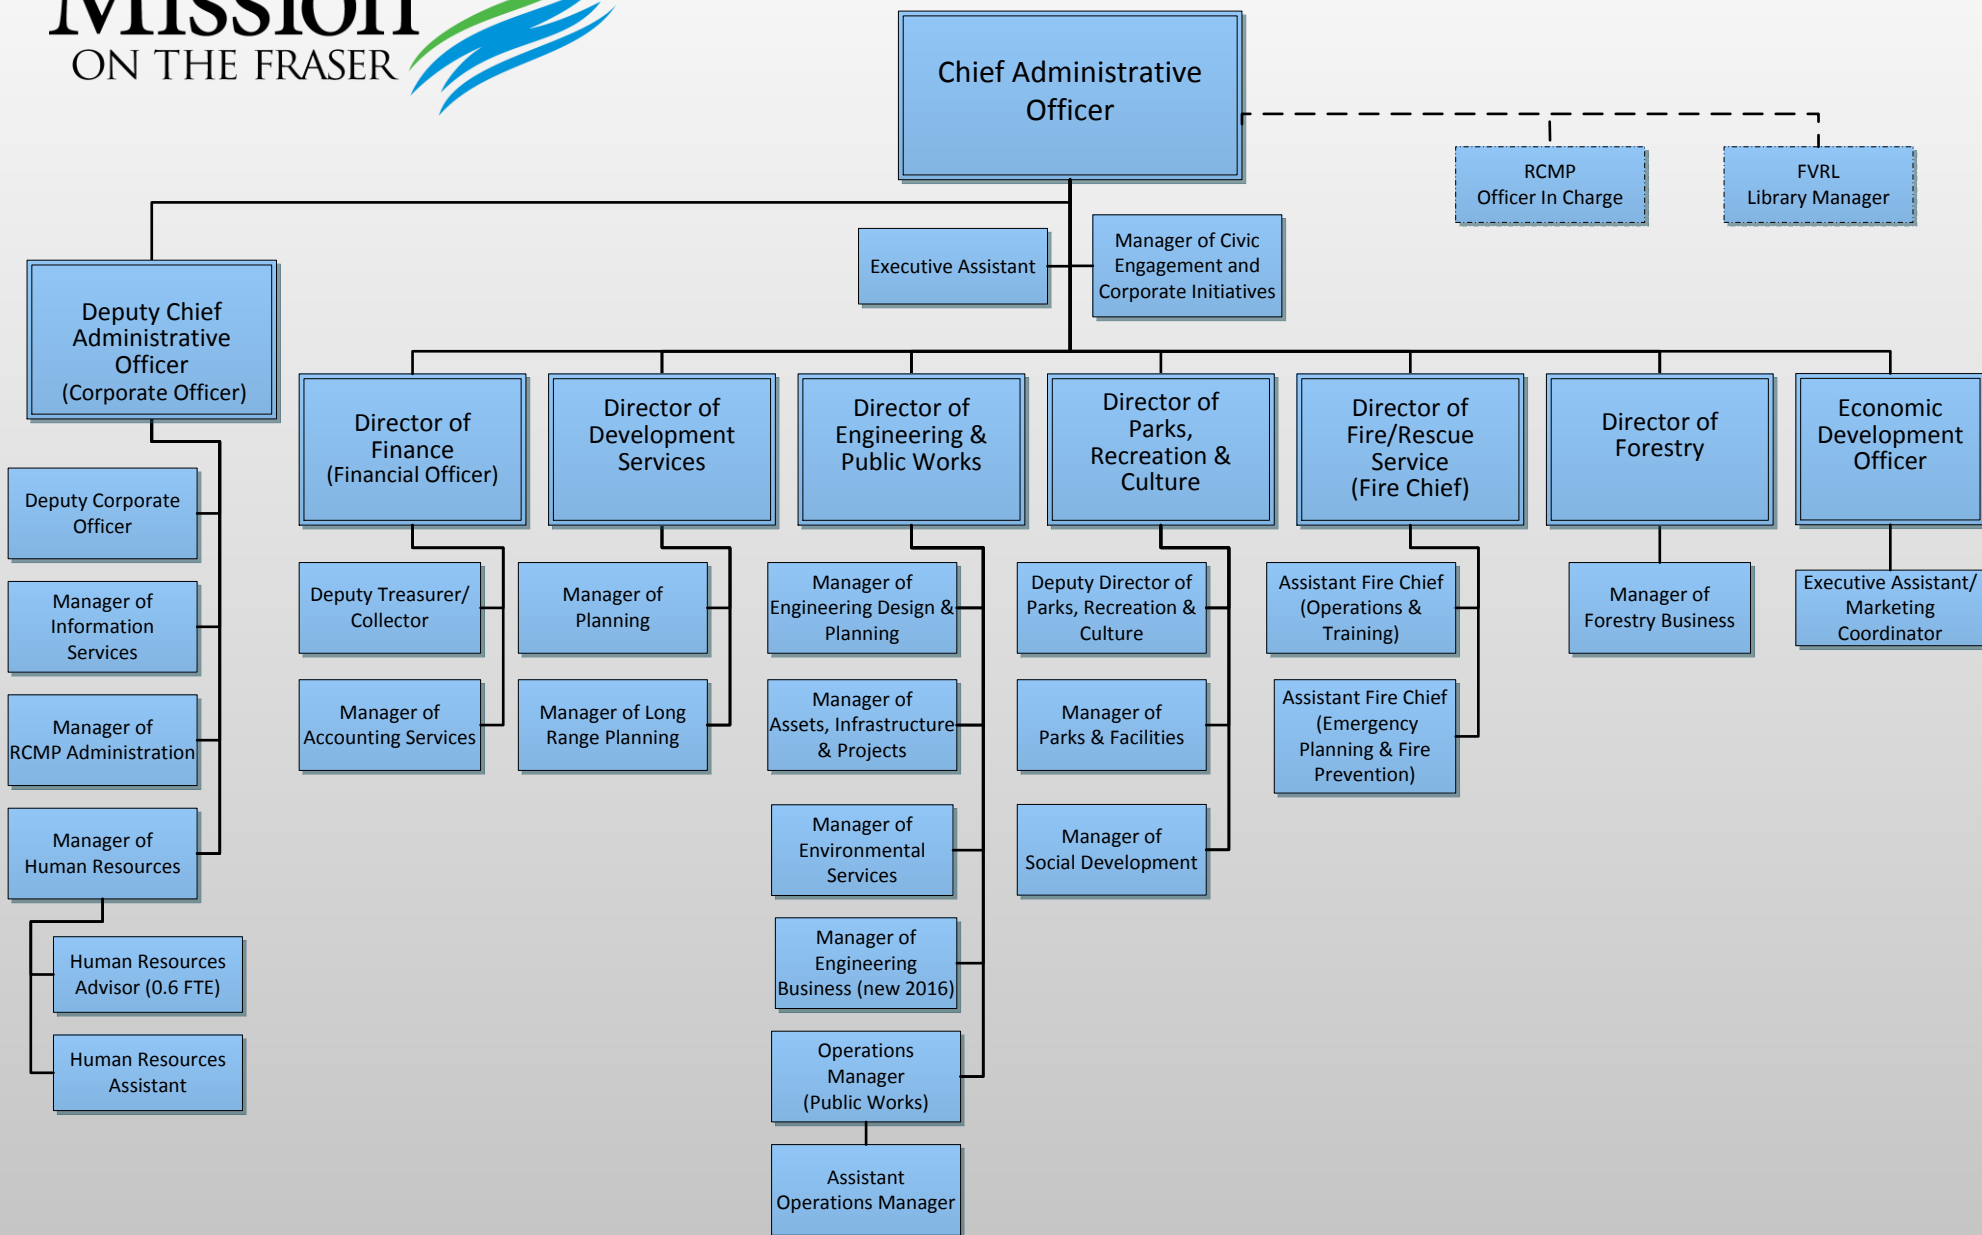 Mission
ON THE FRASER
Chief Administrative
Officer
RCMP
Officer In Charge
FVRL
Library Manager
Executive Assistant
Manager of Civic
Engagement and
Corporate Initiatives
Deputy Chief
Administrative
Officer
(Corporate Officer)
Director of
Finance
(Financial Officer)
Director of
Development
Services
Director of
Engineering &
Public Works
Director of
Parks,
Recreation &
Culture
Director of
Fire/Rescue
Service
(Fire Chief)
Director of
Forestry
Economic
Development
Officer
Deputy Corporate
Officer
Manager of
Information
Services
Manager of
RCMP Administration
Manager of
Human Resources
Human Resources
Advisor (0.6 FTE)
Human Resources
Assistant
Deputy Treasurer/
Collector
Manager of
Accounting Services
Manager of
Planning
Manager of Long
Range Planning
Manager of
Engineering Design &
Planning
Manager of
Assets, Infrastructure
& Projects
Manager of
Environmental
Services
Manager of
Engineering
Business (new 2016)
Operations
Manager
(Public Works)
Assistant
Operations Manager
Deputy Director of
Parks, Recreation &
Culture
Manager of
Parks & Facilities
Manager of
Social Development
Assistant Fire Chief
(Operations &
Training)
Assistant Fire Chief
(Emergency
Planning & Fire
Prevention)
Manager of
Forestry Business
Executive Assistant/
Marketing
Coordinator